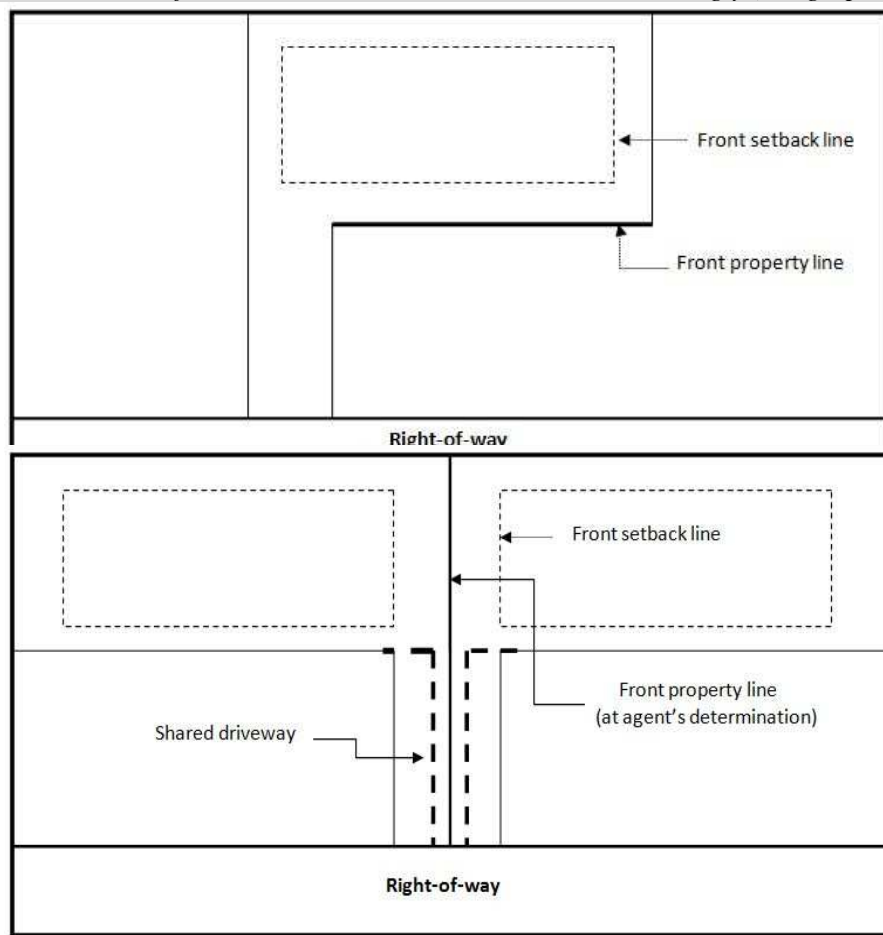 Front setback line
Front property line
Right-of-way
Front setback line
Front property line
(at agent's determination)
Shared driveway
Right-of-way